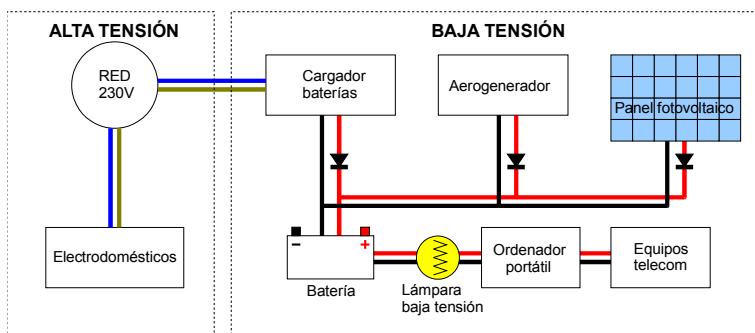 ALTA TENSIÓN
BAJA TENSIÓN
RED
230V
Cargador
baterías
Aerogenerador
Panel fotovoltaico
Electrodomésticos
− +
Batería
Lámpara
baja tensión
Ordenador
portátil
Equipos
telecom